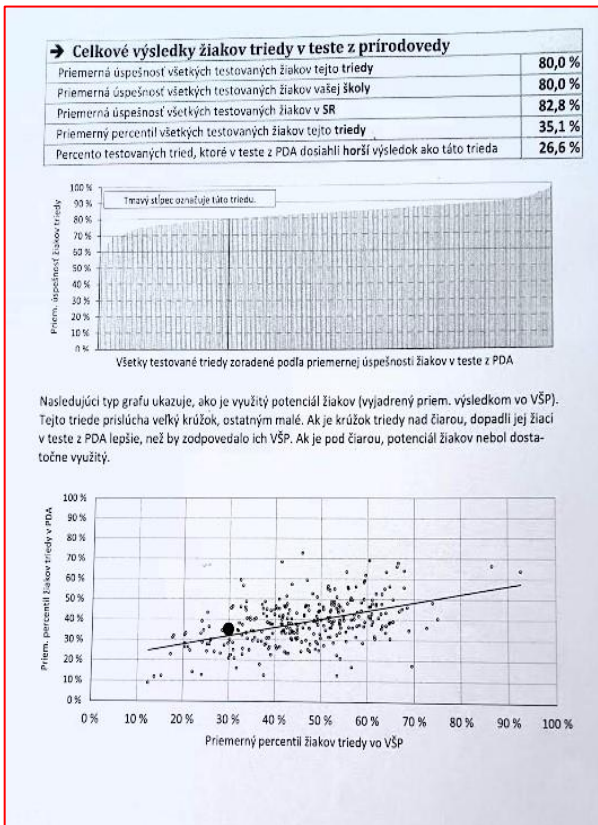 ➔ Celkové výsledky žiakov triedy v teste z prírodovedy
Priemerná úspešnosť všetkých testovaných žiakov tejto triedy 80,0 %
Priemerná úspešnosť všetkých testovaných žiakov vašej školy 80,0 %
Priemerná úspešnosť všetkých testovaných žiakov v SR 82,8 %
Priemerný percentil všetkých testovaných žiakov tejto triedy 35,1 %
Percento testovaných tried, ktoré v teste z PDA dosiahli horší výsledok ako táto trieda 26,6 %
Priem. úspešnosť žiakov triedy
100 %
90 %
80 %
70 %
60 %
50 %
40 %
30 %
20 %
10 %
0 %
Tmavý stĺpec označuje túto triedu.
Všetky testované triedy zoradené podľa priemernej úspešnosti žiakov v teste z PDA
Nasledujúci typ grafu ukazuje, ako je využitý potenciál žiakov (vyjadrený priem. výsledkom vo VŠP).
Tejto triede prislúcha veľký krúžok, ostatným malé. Ak je krúžok triedy nad čiarou, dopadli jej žiaci
v teste z PDA lepšie, než by zodpovedalo ich VŠP. Ak je pod čiarou, potenciál žiakov nebol dosta-
točne využitý.
Priem. percentil žiakov triedy v PDA
100 %
90 %
80 %
70 %
60 %
50 %
40 %
30 %
20 %
10 %
0 %
0 % 10 % 20 % 30 % 40 % 50 % 60 % 70 % 80 % 90 % 100 %
Priemerný percentil žiakov triedy vo VŠP